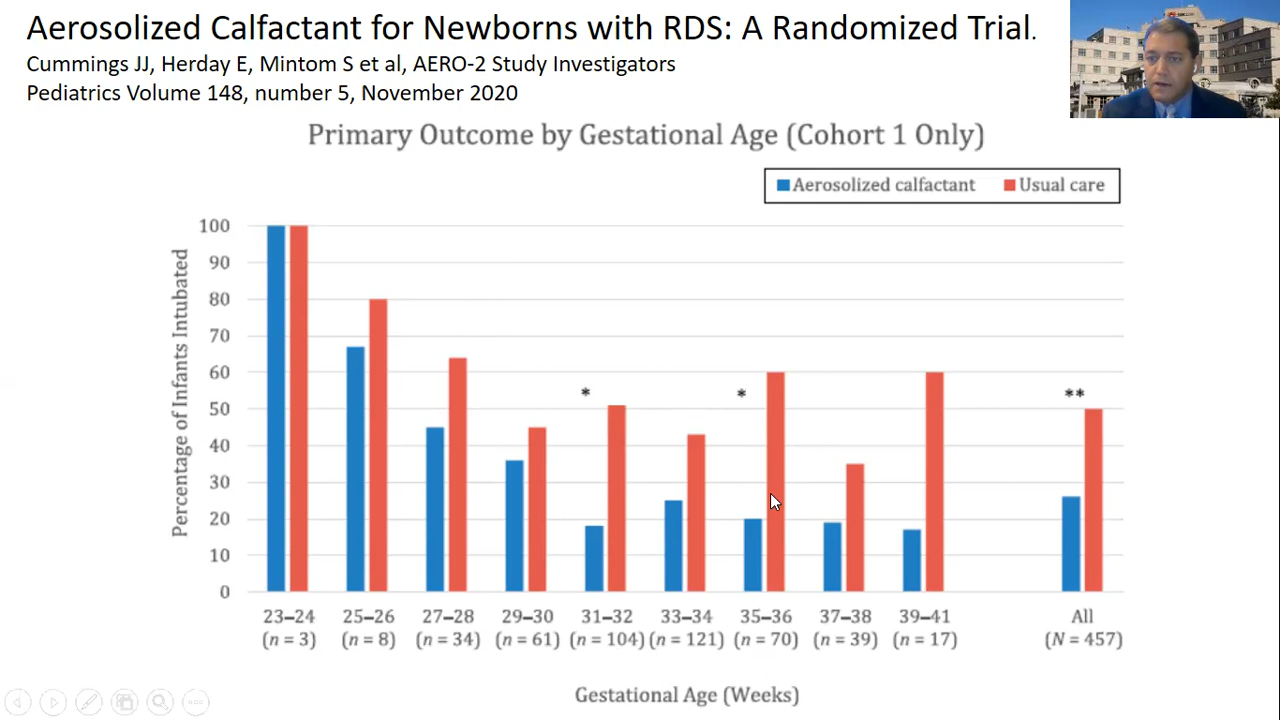 Aerosolized Calfactant for Newborns with RDS: A Randomized Trial.
Cummings JJ, Herday E, Mintom S et al, AERO-2 Study Investigators
Pediatrics Volume 148, number 5, November 2020
Primary Outcome by Gestational Age (Cohort 1 Only)
Aerosolized calfactant Usual care
Percentage of Infants Intubated
100
90
80
70
60
50
40
30
20
10
0
* * **
23–24 25–26 27–28 29–30 31–32 33–34 35–36 37–38 39–41 All
(n = 3) (n = 8) (n = 34) (n = 61) (n = 104) (n = 121) (n = 70) (n = 39) (n = 17) (N = 457)
Gestational Age (Weeks)